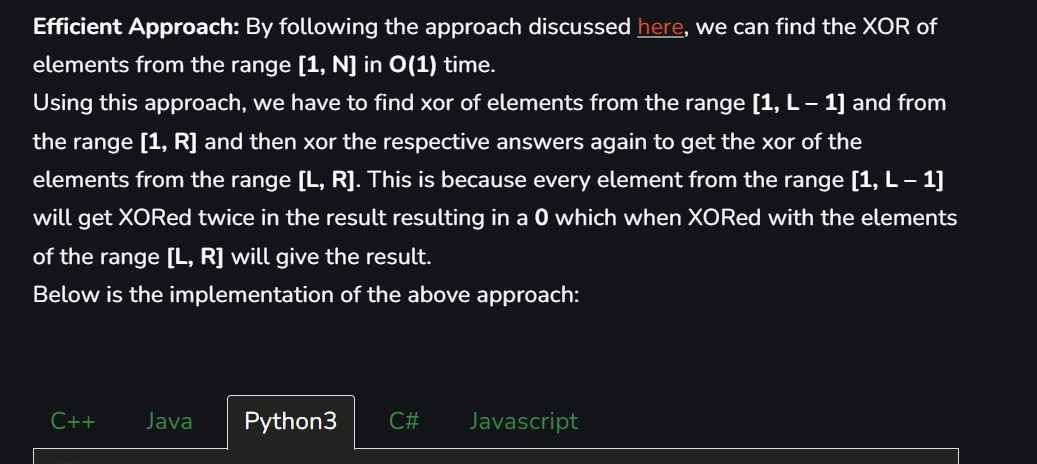 Efficient Approach: By following the approach discussed here, we can find the XOR of
elements from the range [1, N] in O(1) time.
Using this approach, we have to find xor of elements from the range [1, L – 1] and from
the range [1, R] and then xor the respective answers again to get the xor of the
elements from the range [L, R]. This is because every element from the range [1, L – 1]
will get XORed twice in the result resulting in a 0 which when XORed with the elements
of the range [L, R] will give the result.
Below is the implementation of the above approach:
C++ Java Python3 C# Javascript